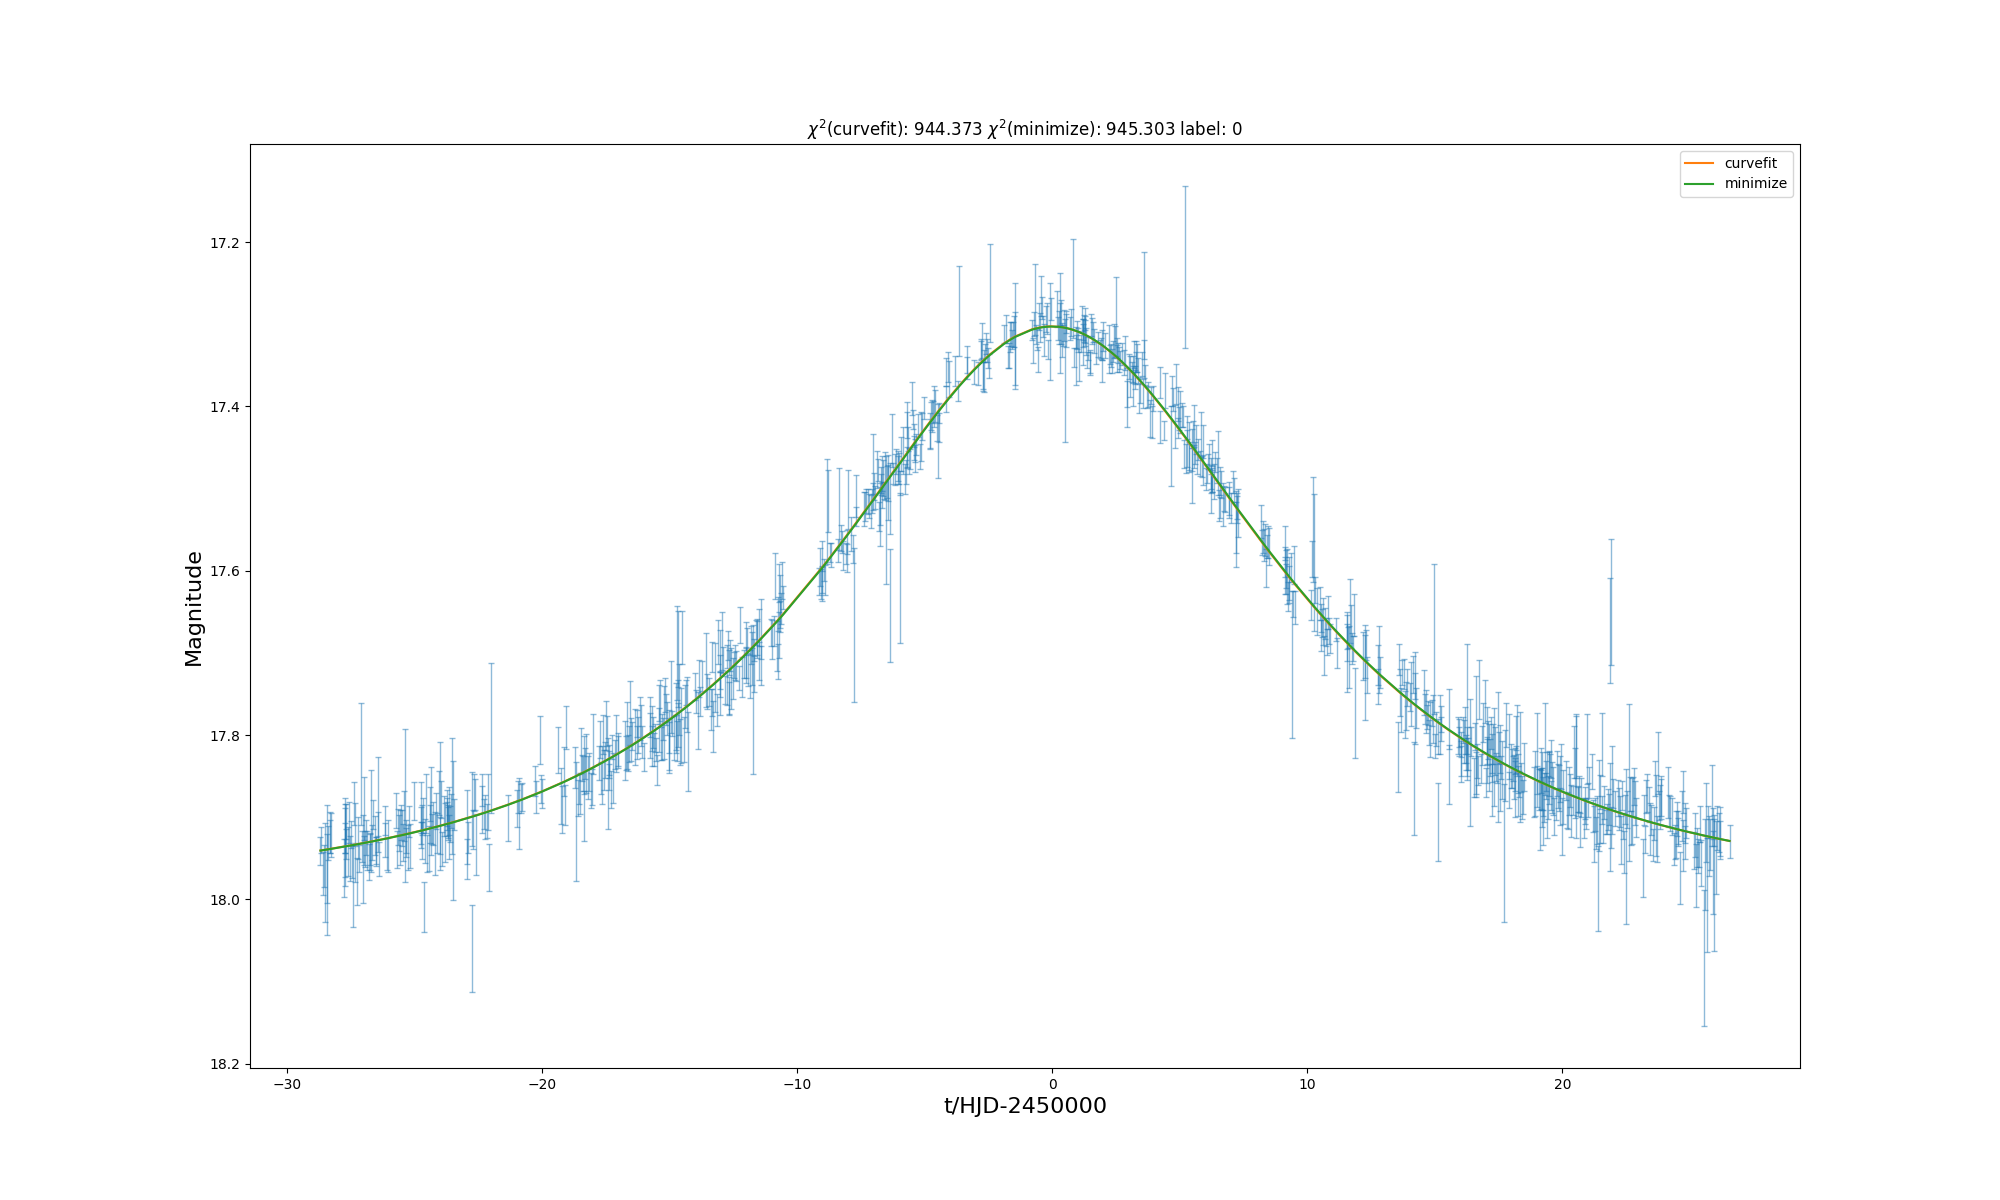 χ²(curvefit): 944.373 χ²(minimize): 945.303 label: 0
curvefit
minimize
Magnitude
17.2
17.4
17.6
17.8
18.0
18.2
−30
−20
−10
0
10
20
t/HJD-2450000